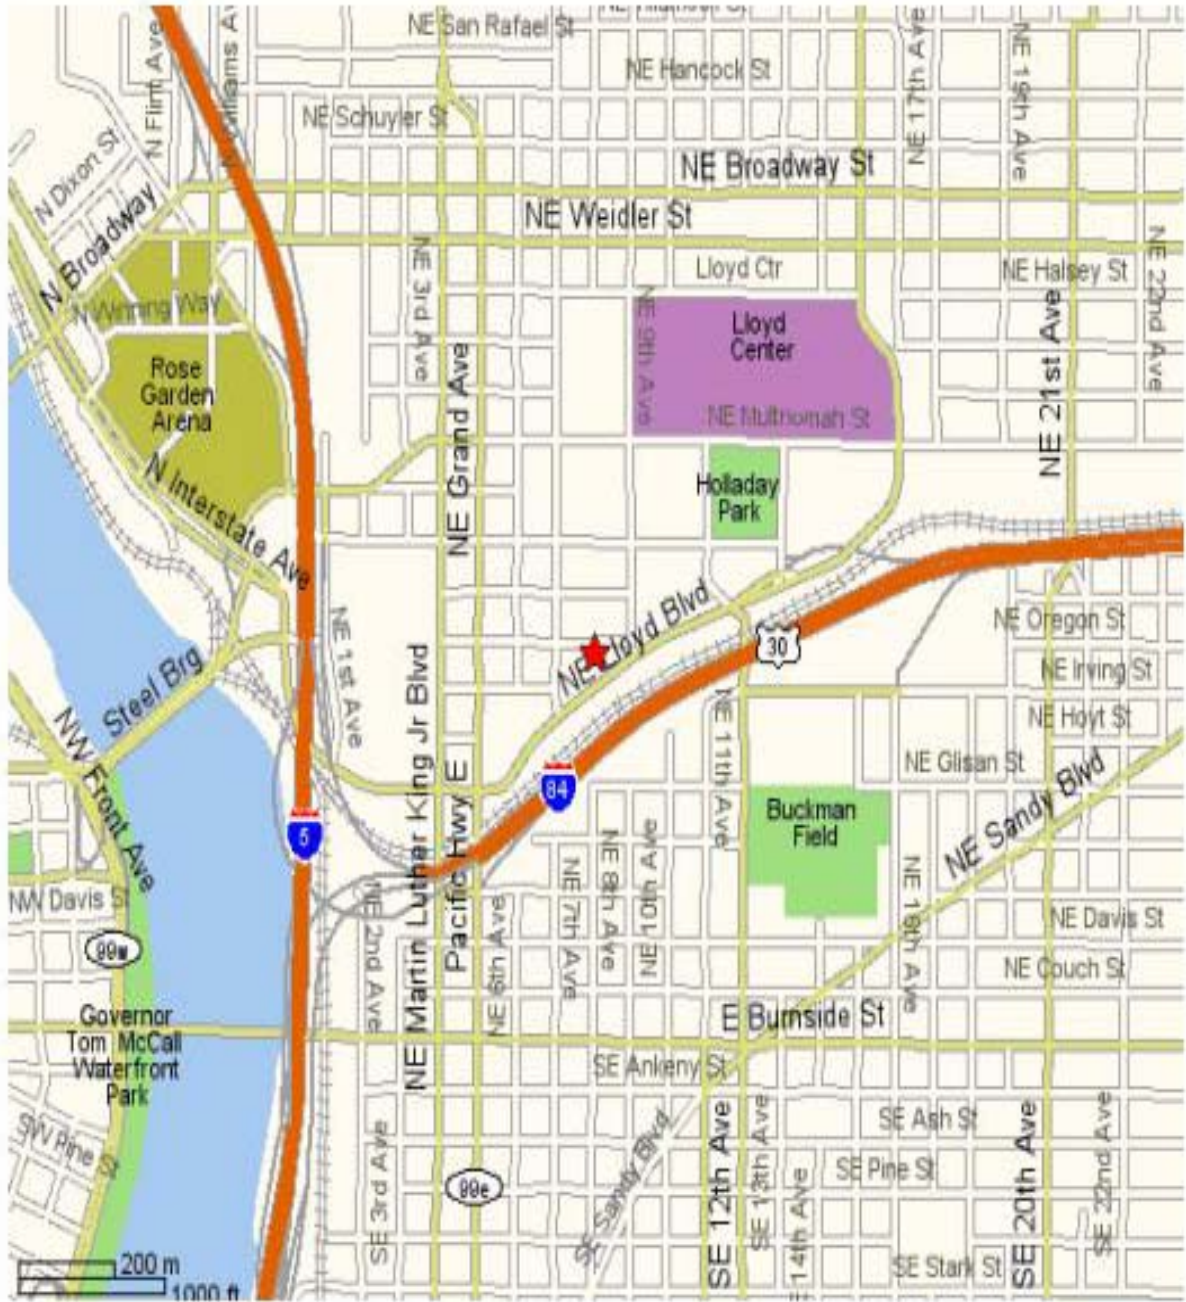 NE San Rafael St
NE Hancock St
N Flint Ave
NE Schuyler St
NE 17th Ave
NE 19th Ave
N Dixon St
NE Broadway St
N Broadway
NE Weidler St
NE 3rd Ave
Lloyd Ctr
NE Halsey St
NE 22nd Ave
N Winning Way
NE 9th Ave
Lloyd
Center
NE 21st Ave
Rose
Garden
Arena
NE Grand Ave
NE Multnomah St
N Interstate Ave
Holladay
Park
NE Lloyd Blvd
30
NE Oregon St
NE 1st Ave
Steel Brg
NE Irving St
NE Hoyt St
NW Front Ave
NE Martin Luther King Jr Blvd
Pacific Hwy E
NE 11th Ave
NE Glisan St
NE Sandy Blvd
84
5
Buckman
Field
NE 7th Ave
NE 8th Ave
NE 10th Ave
NW Davis St
NE 2nd Ave
NE 6th Ave
NE 16th Ave
NE Davis St
99w
NE Couch St
Governor
Tom McCall
Waterfront
Park
E Burnside St
SE Ankeny St
SW Pine St
SE 3rd Ave
99e
SE Sandy Blvd
SE 12th Ave
SE 13th Ave
SE Ash St
SE Pine St
14th Ave
SE 20th Ave
SE 22nd Ave
SE Stark St
200 m
1000 ft